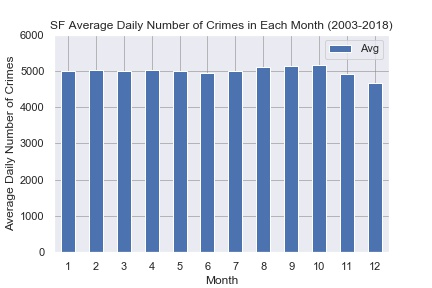 SF Average Daily Number of Crimes in Each Month (2003-2018)
Avg
Average Daily Number of Crimes
6000
5000
4000
3000
2000
1000
0
1 2 3 4 5 6 7 8 9 10 11 12
Month